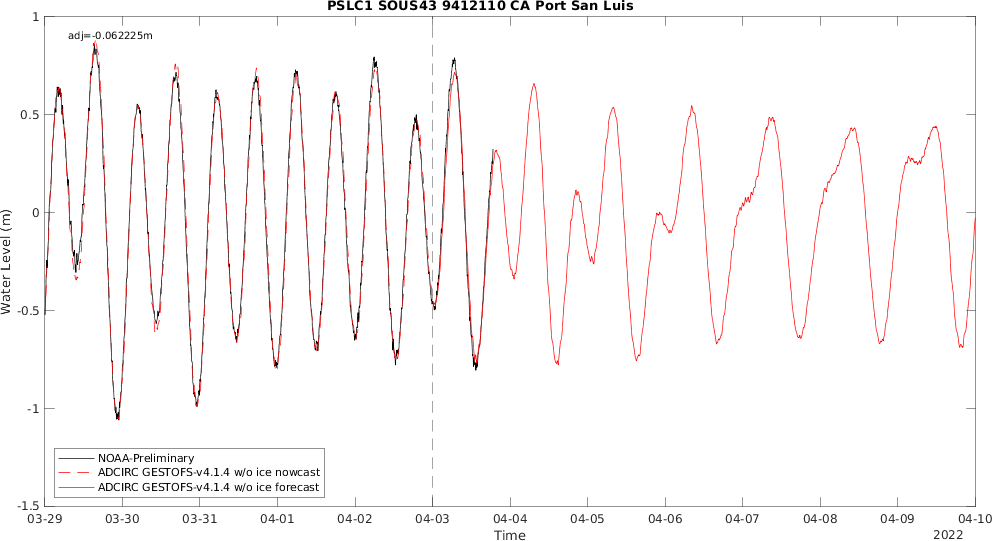 PSLC1 SOUS43 9412110 CA Port San Luis
adj=-0.062225m
1
0.5
0
-0.5
-1
-1.5
Water Level (m)
NOAA-Preliminary
ADCIRC GESTOFS-v4.1.4 w/o ice nowcast
ADCIRC GESTOFS-v4.1.4 w/o ice forecast
03-29 03-30 03-31 04-01 04-02 04-03 04-04 04-05 04-06 04-07 04-08 04-09 04-10
Time
2022